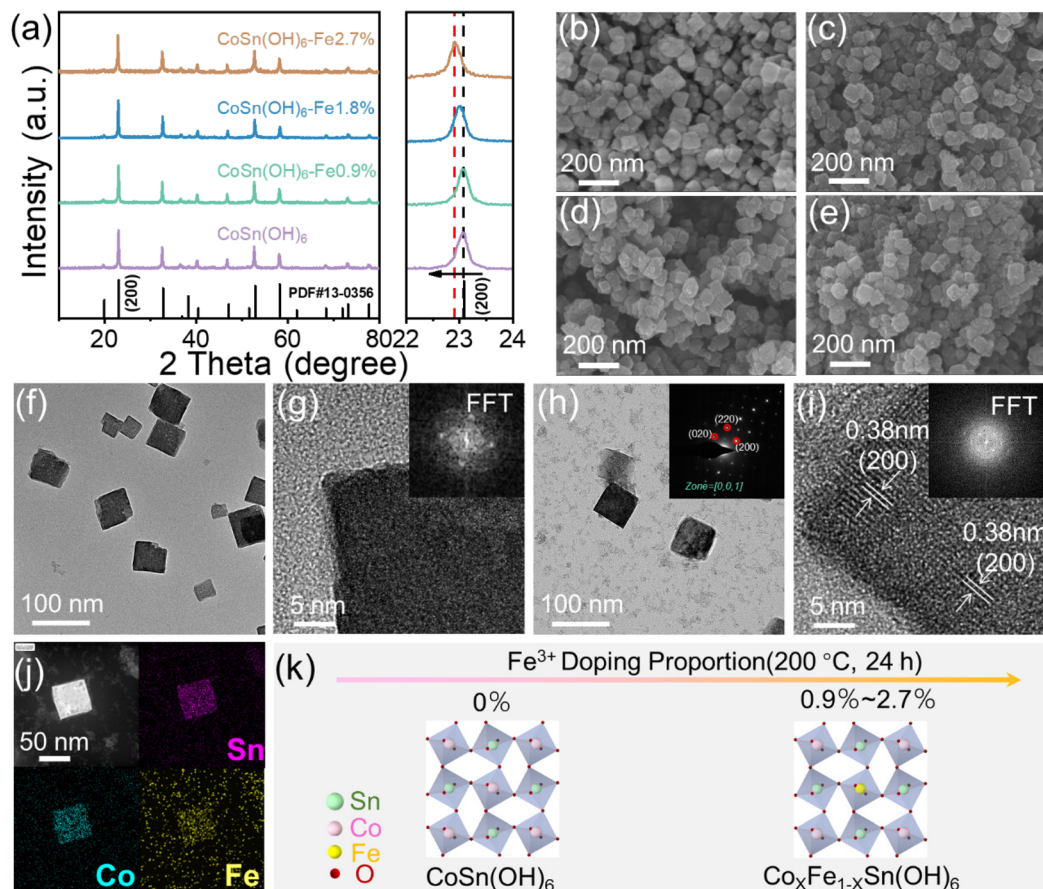 (a)
Intensity (a.u.)
CoSn(OH)₆-Fe2.7%
CoSn(OH)₆-Fe1.8%
CoSn(OH)₆-Fe0.9%
CoSn(OH)₆
(200)
PDF#13-0356
(200)
20 40 60 80 22 23 24
2 Theta (degree)
(b)
200 nm
(c)
200 nm
(d)
200 nm
(e)
200 nm
(f)
100 nm
(g)
FFT
5 nm
(h)
(220)
(020)
(200)
Zone=[0,0,1]
100 nm
(i)
FFT
0.38nm
(200)
0.38nm
(200)
5 nm
(j)
50 nm
Sn
Co
Fe
(k)
Fe³⁺ Doping Proportion(200 °C, 24 h)
0%
0.9%~2.7%
Sn
Co
Fe
O
CoSn(OH)₆
CoₓFe₁₋ₓSn(OH)₆